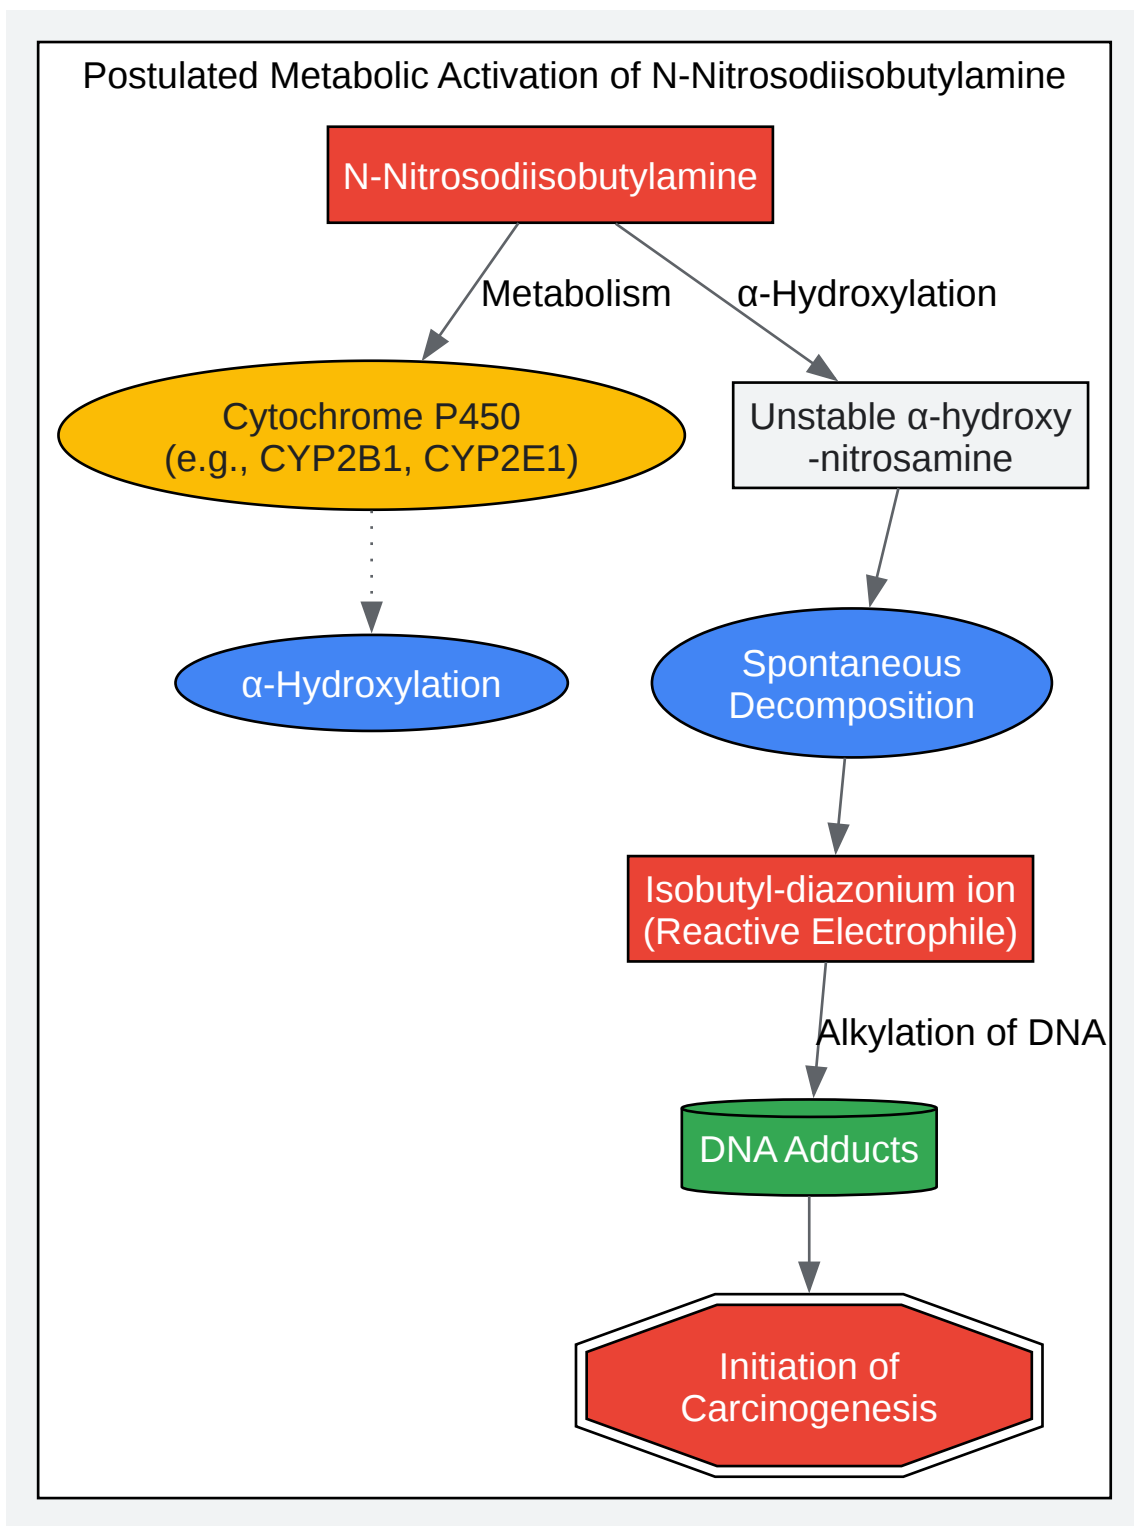 Postulated Metabolic Activation of N-Nitrosodiisobutylamine
N-Nitrosodiisobutylamine
Metabolism
α-Hydroxylation
Cytochrome P450
(e.g., CYP2B1, CYP2E1)
Unstable α-hydroxy
-nitrosamine
α-Hydroxylation
Spontaneous
Decomposition
Isobutyl-diazonium ion
(Reactive Electrophile)
Alkylation of DNA
DNA Adducts
Initiation of
Carcinogenesis